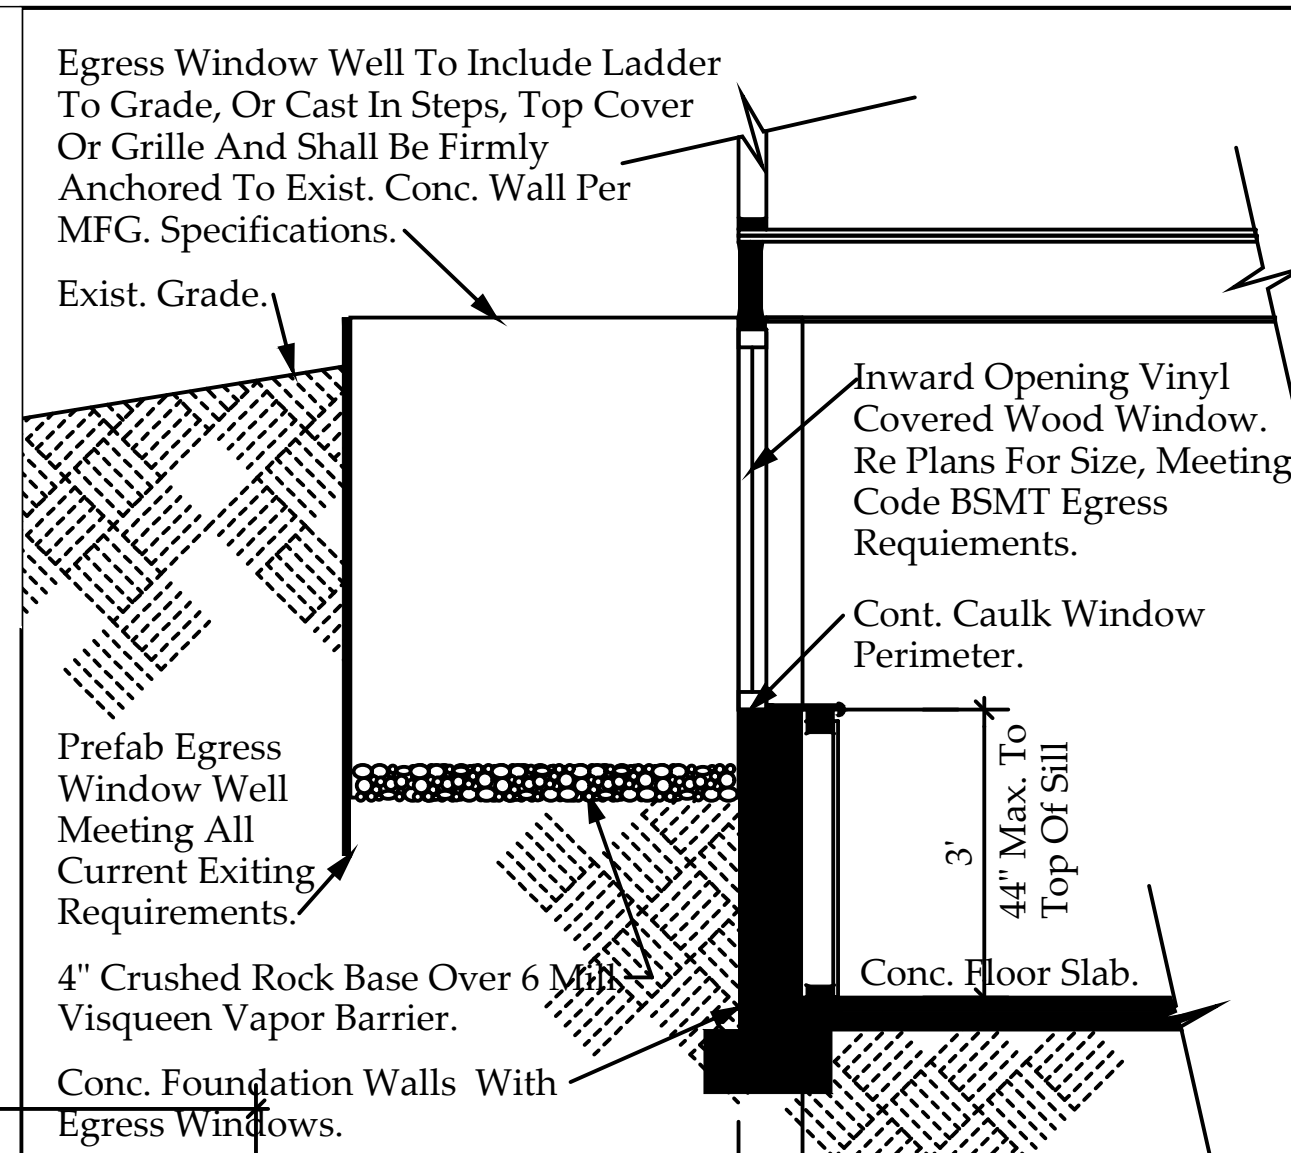 Egress Window Well To Include Ladder
To Grade, Or Cast In Steps, Top Cover
Or Grille And Shall Be Firmly
Anchored To Exist. Conc. Wall Per
MFG. Specifications.
Exist. Grade.
Inward Opening Vinyl
Covered Wood Window.
Re Plans For Size, Meeting
Code BSMT Egress
Requiements.
Cont. Caulk Window
Perimeter.
Prefab Egress
Window Well
Meeting All
Current Exiting
Requirements.
3'
44" Max. To
Top Of Sill
4" Crushed Rock Base Over 6 Mill
Visqueen Vapor Barrier.
Conc. Floor Slab.
Conc. Foundation Walls With
Egress Windows.